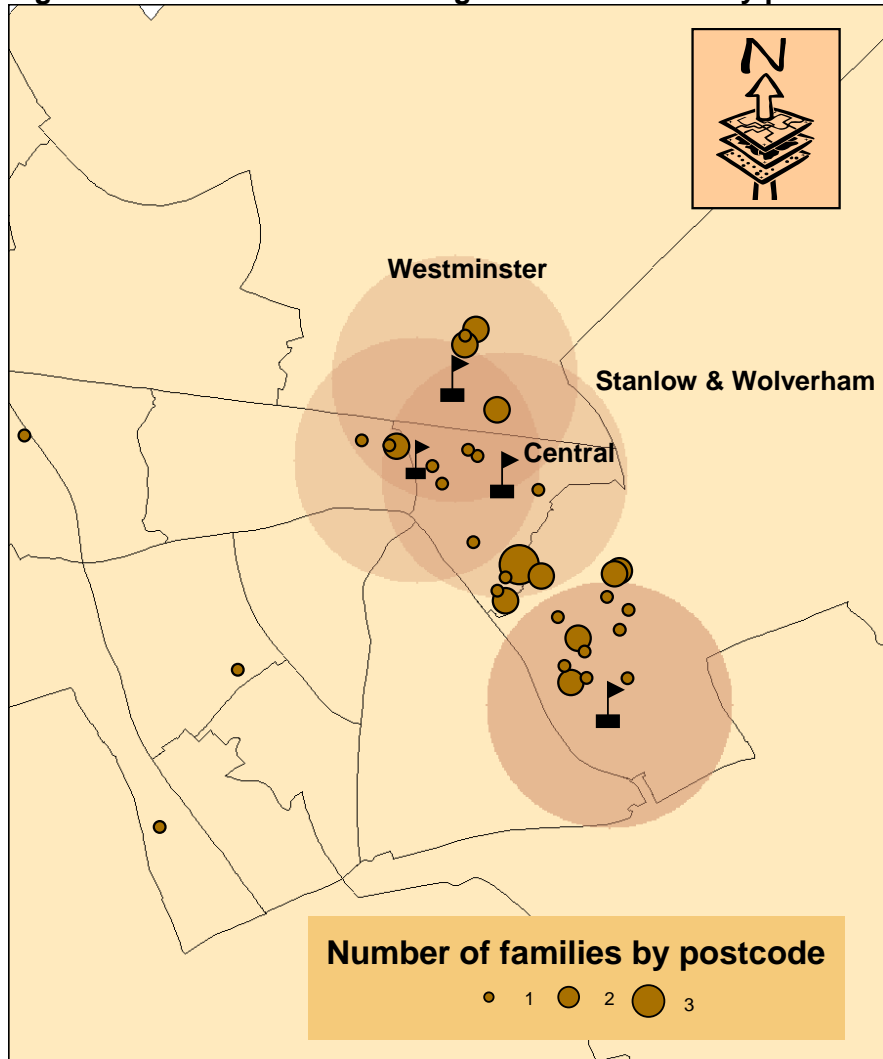 N
Westminster
Stanlow & Wolverham
Central
Number of families by postcode
1 2 3